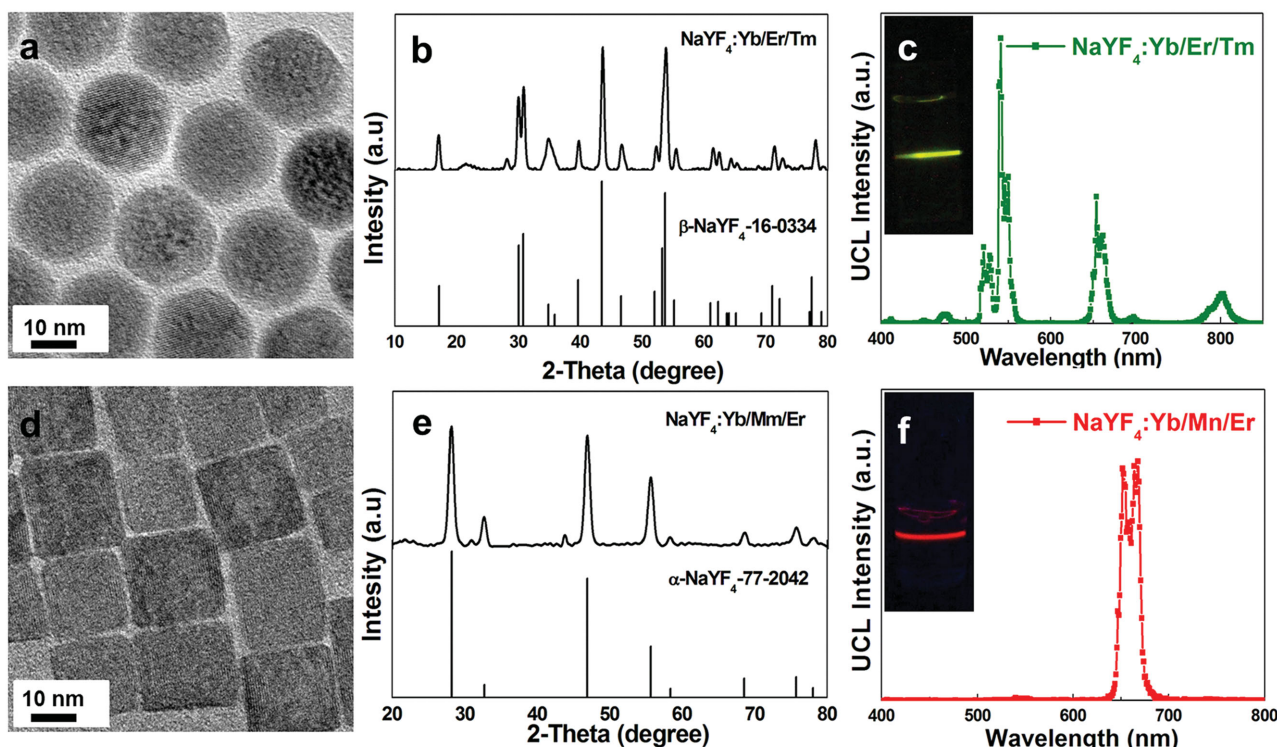 a
10 nm
b
NaYF4:Yb/Er/Tm
β-NaYF4-16-0334
Intesity (a.u)
10 20 30 40 50 60 70 80
2-Theta (degree)
c
NaYF4:Yb/Er/Tm
UCL Intensity (a.u.)
400 500 600 700 800
Wavelength (nm)
d
10 nm
e
NaYF4:Yb/Mm/Er
α-NaYF4-77-2042
Intesity (a.u)
20 30 40 50 60 70 80
2-Theta (degree)
f
NaYF4:Yb/Mn/Er
UCL Intensity (a.u.)
400 500 600 700 800
Wavelength (nm)